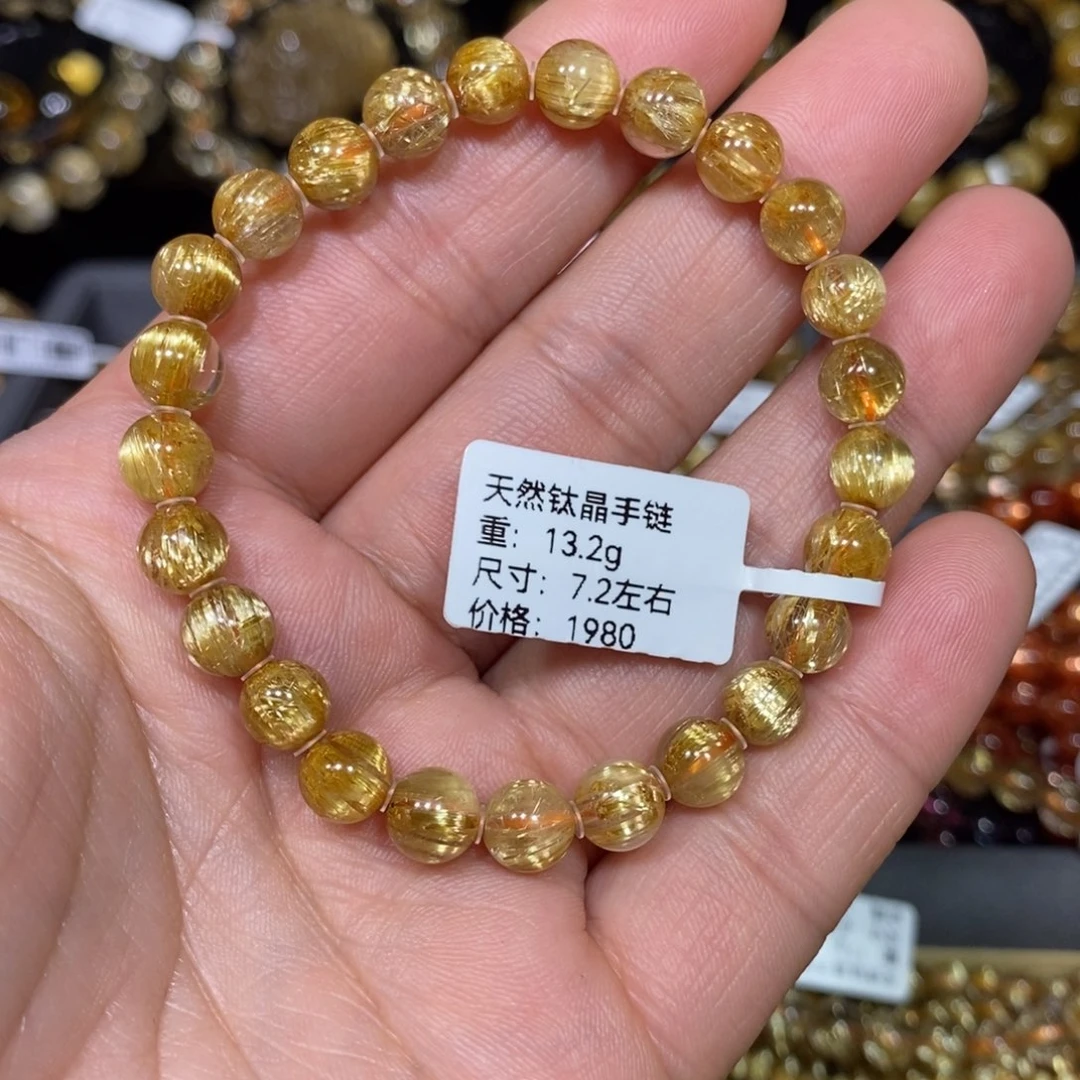 天然钛晶手链
重：13.2g
尺寸：7.2左右
价格：1980